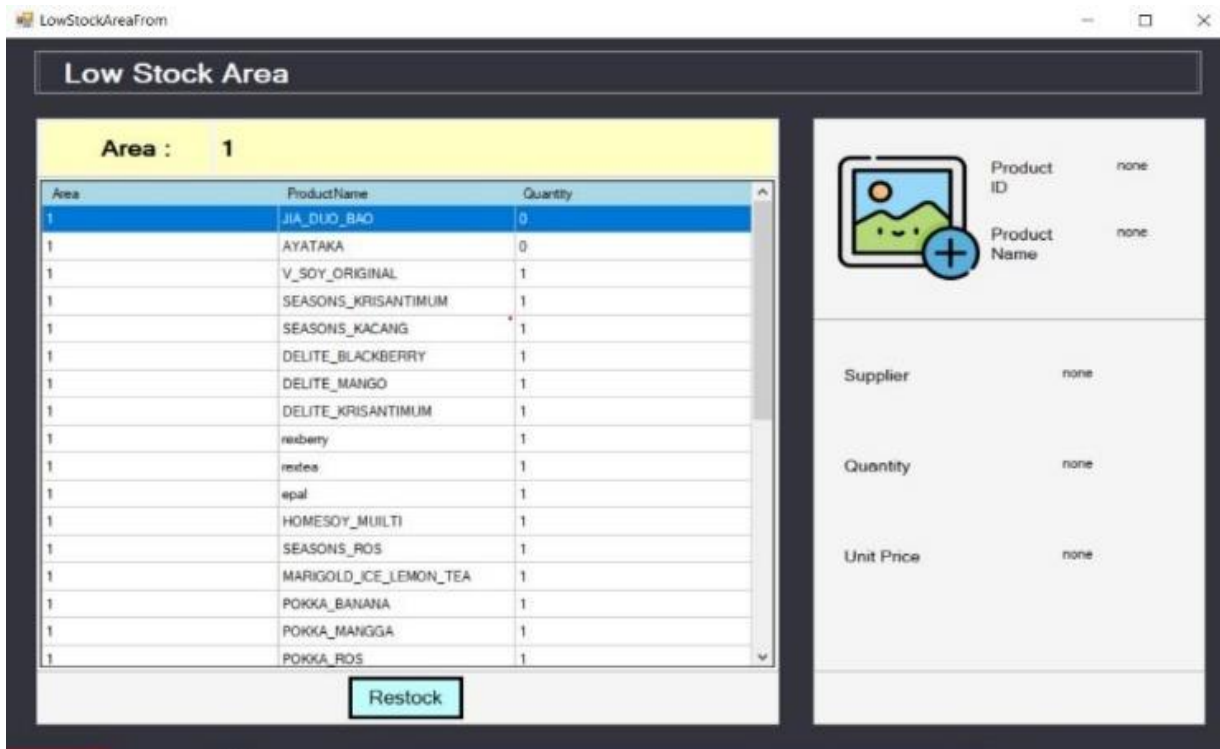 LowStockAreaFrom
Low Stock Area
Area : 1
Area ProductName Quantity
1 JIA_DUO_BAO 0
1 AYATAKA 0
1 V_SOY_ORIGINAL 1
1 SEASONS_KRISANTIMUM 1
1 SEASONS_KACANG 1
1 DELITE_BLACKBERRY 1
1 DELITE_MANGO 1
1 DELITE_KRISANTIMUM 1
1 rexberry 1
1 rextea 1
1 epal 1
1 HOMESOY_MUILTI 1
1 SEASONS_ROS 1
1 MARIGOLD_ICE_LEMON_TEA 1
1 POKKA_BANANA 1
1 POKKA_MANGGA 1
1 POKKA_ROS 1
Restock
Product none
ID
Product none
Name
Supplier none
Quantity none
Unit Price none